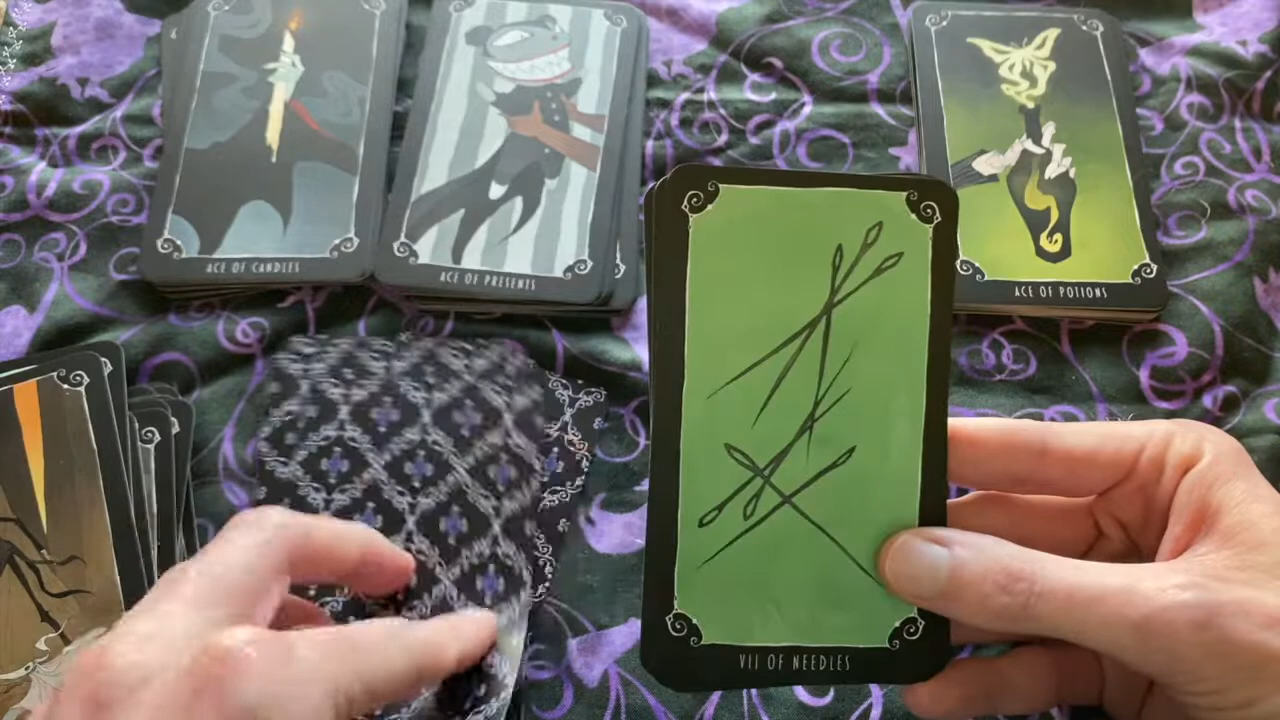 ACE OF CANDLES
ACE OF PRESENTS
ACE OF POTIONS
VII OF NEEDLES